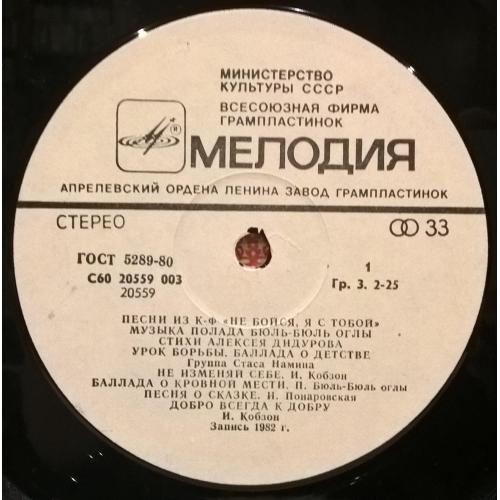 МИНИСТЕРСТВО
КУЛЬТУРЫ СССР
ВСЕСОЮЗНАЯ ФИРМА
ГРАМПЛАСТИНОК
®
МЕЛОДИЯ
АПРЕЛЕВСКИЙ ОРДЕНА ЛЕНИНА ЗАВОД ГРАМПЛАСТИНОК
СТЕРЕО
33
ГОСТ 5289-80
С60 20559 003
20559
1
Гр. 3. 2-25
ПЕСНИ ИЗ К-Ф «НЕ БОЙСЯ, Я С ТОБОЙ»
МУЗЫКА ПОЛАДА БЮЛЬ-БЮЛЬ ОГЛЫ
СТИХИ АЛЕКСЕЯ ДИДУРОВА
УРОК БОРЬБЫ. БАЛЛАДА О ДЕТСТВЕ
Группа Стаса Намина
НЕ ИЗМЕНЯЙ СЕБЕ. И. Кобзон
БАЛЛАДА О КРОВНОЙ МЕСТИ. П. Бюль-Бюль оглы
ПЕСНЯ О СКАЗКЕ. И. Понаровская
ДОБРО ВСЕГДА К ДОБРУ
И. Кобзон
Запись 1982 г.